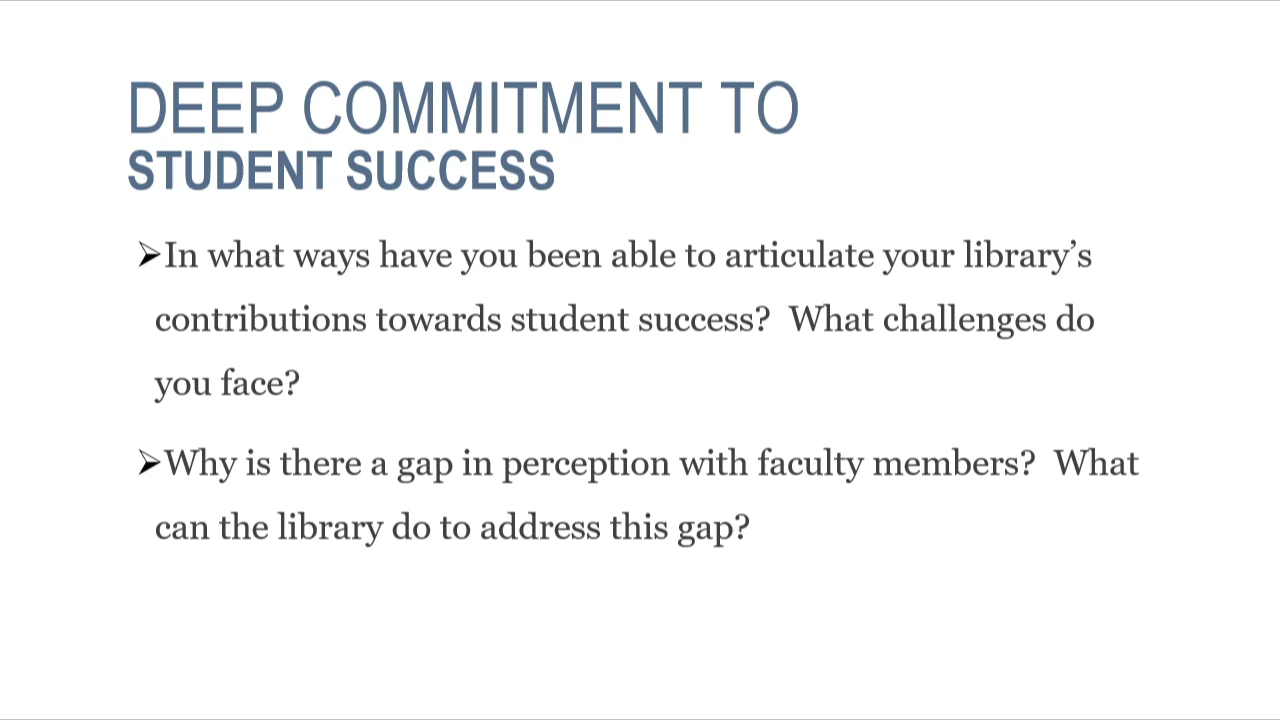 DEEP COMMITMENT TO
STUDENT SUCCESS
➢In what ways have you been able to articulate your library’s
contributions towards student success?  What challenges do
you face?
➢Why is there a gap in perception with faculty members?  What
can the library do to address this gap?